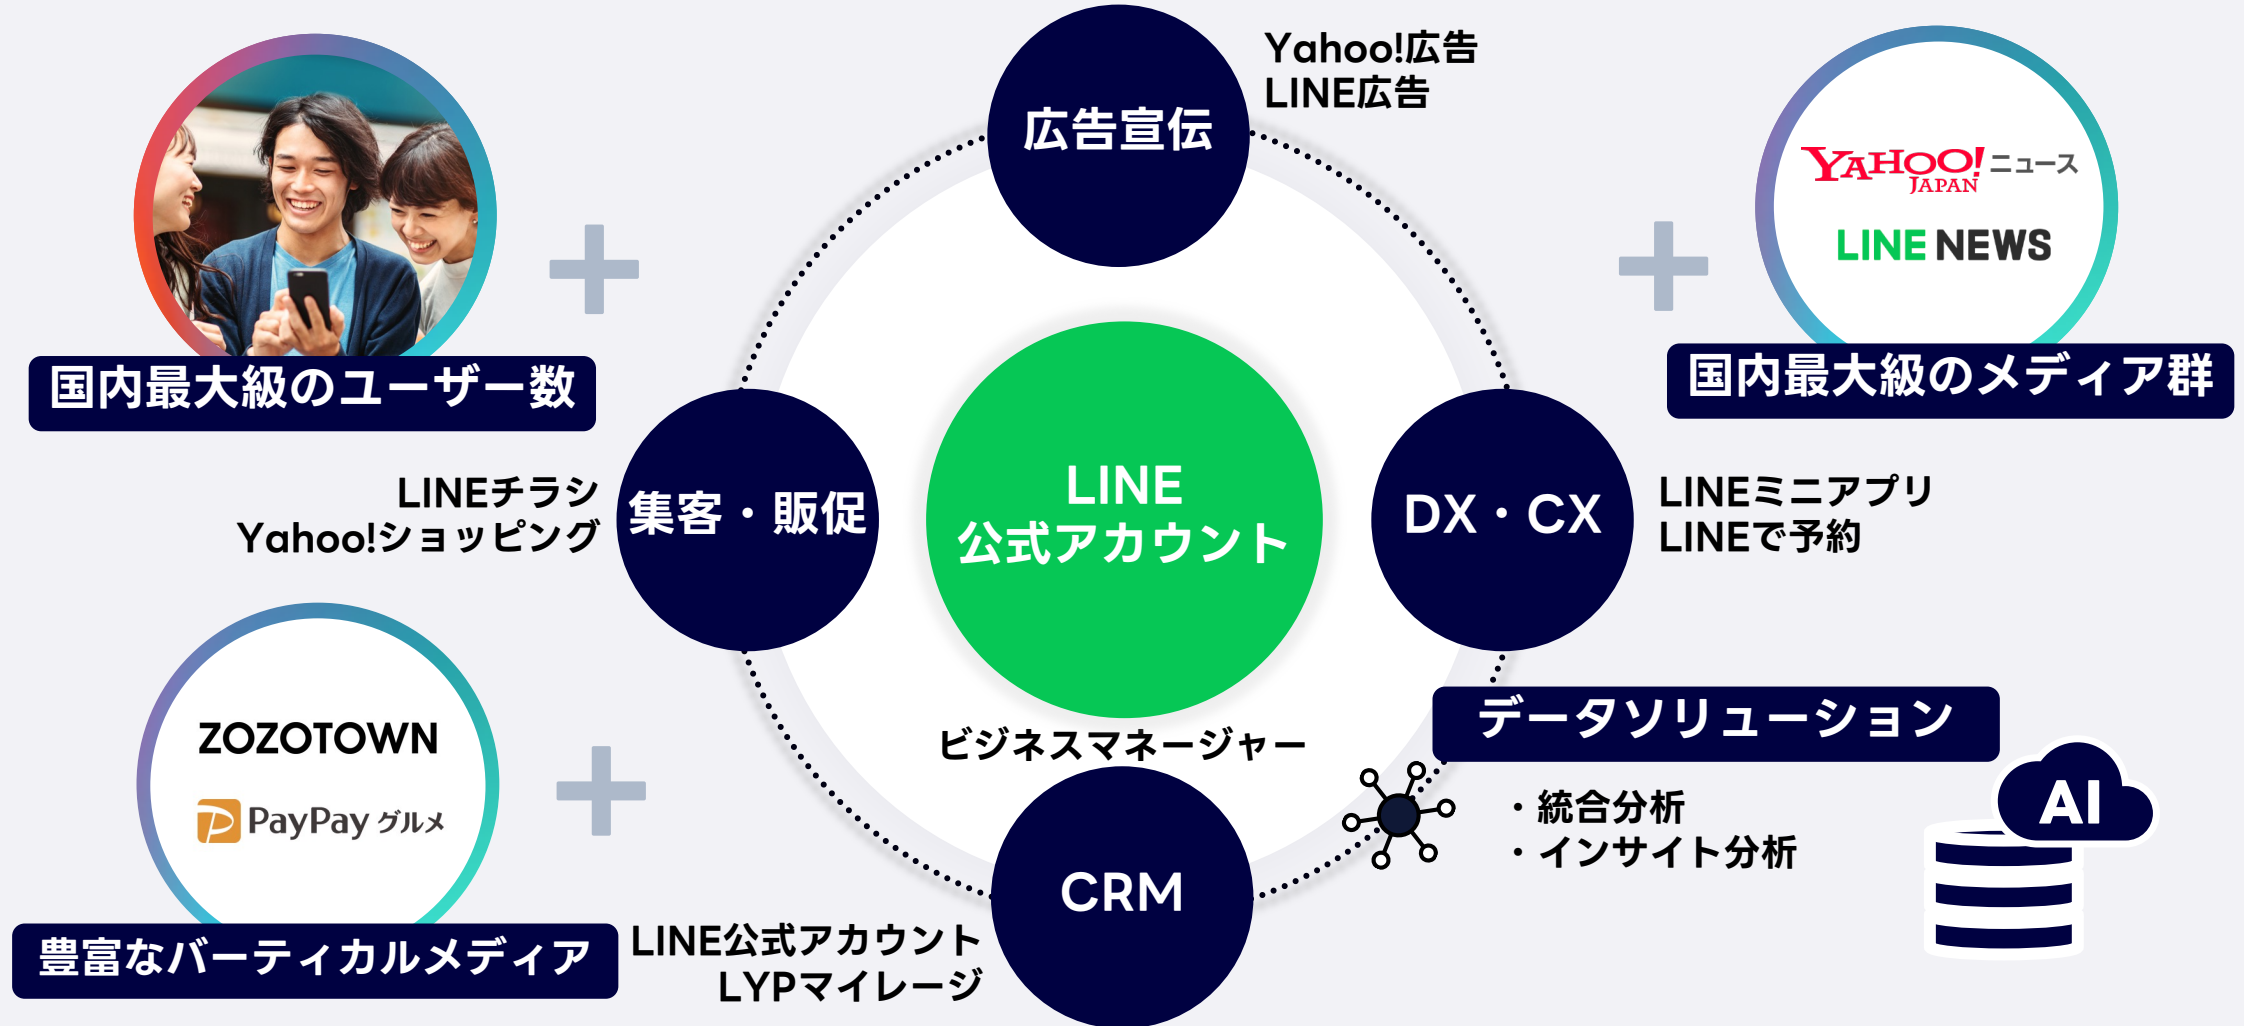 Yahoo!広告
LINE広告
広告宣伝
YAHOO! JAPAN ニュース
LINE NEWS
国内最大級のユーザー数
国内最大級のメディア群
LINEチラシ
Yahoo!ショッピング
集客・販促
LINE
公式アカウント
DX・CX
LINEミニアプリ
LINEで予約
ZOZOTOWN
PayPay グルメ
豊富なバーティカルメディア
ビジネスマネージャー
CRM
LINE公式アカウント
LYPマイレージ
データソリューション
・統合分析
・インサイト分析
AI